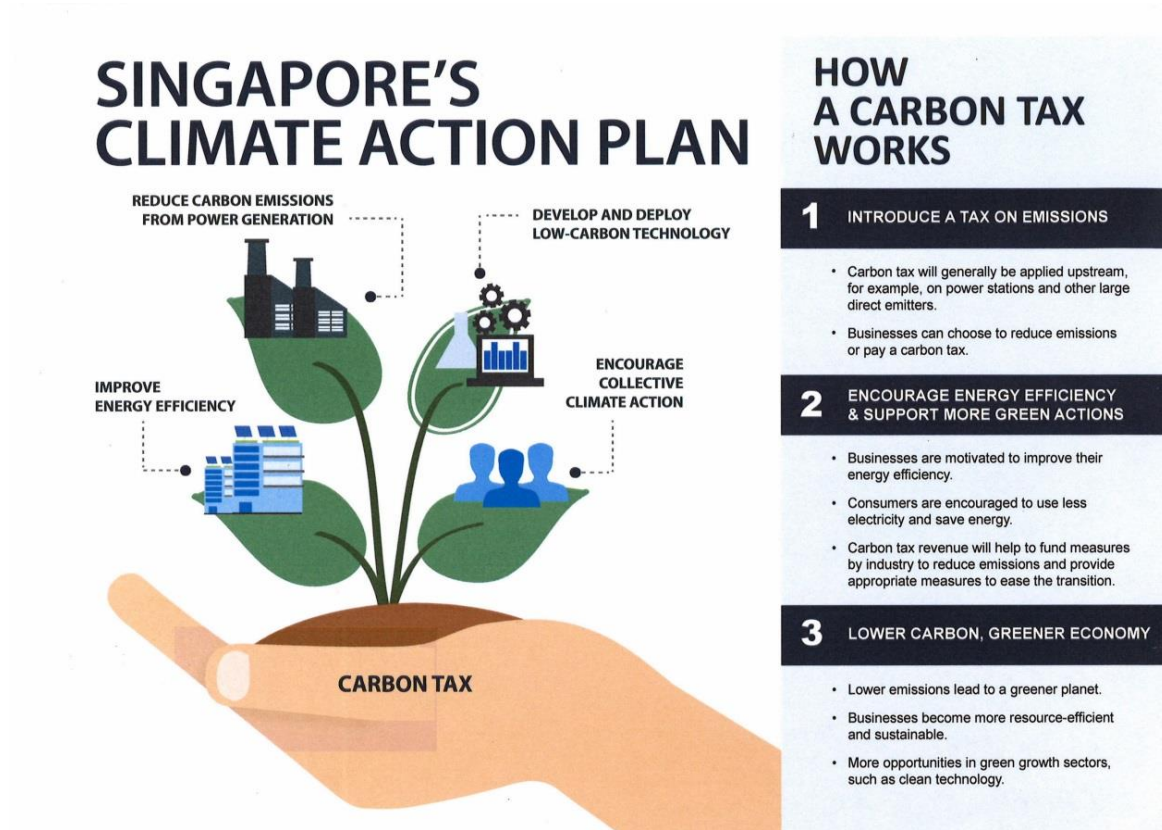 SINGAPORE'S
CLIMATE ACTION PLAN
REDUCE CARBON EMISSIONS
FROM POWER GENERATION
DEVELOP AND DEPLOY
LOW-CARBON TECHNOLOGY
IMPROVE
ENERGY EFFICIENCY
ENCOURAGE
COLLECTIVE
CLIMATE ACTION
CARBON TAX
HOW
A CARBON TAX
WORKS
1 INTRODUCE A TAX ON EMISSIONS
• Carbon tax will generally be applied upstream,
for example, on power stations and other large
direct emitters.
• Businesses can choose to reduce emissions
or pay a carbon tax.
2 ENCOURAGE ENERGY EFFICIENCY
& SUPPORT MORE GREEN ACTIONS
• Businesses are motivated to improve their
energy efficiency.
• Consumers are encouraged to use less
electricity and save energy.
• Carbon tax revenue will help to fund measures
by industry to reduce emissions and provide
appropriate measures to ease the transition.
3 LOWER CARBON, GREENER ECONOMY
• Lower emissions lead to a greener planet.
• Businesses become more resource-efficient
and sustainable.
• More opportunities in green growth sectors,
such as clean technology.